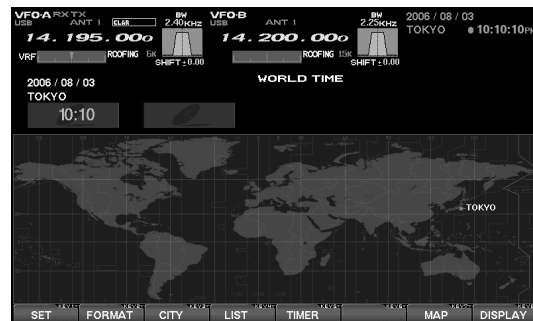 VFO-A RX TX
USB ANT 1 CLAR
BW
2.40KHZ
14.195.000
VRF ROOFING 6K
SHIFT±0.00
VFO-B
USB ANT 1
BW
2.25KHZ
14.200.000
ROOFING 15K
SHIFT±0.00
2006 / 08 / 03
TOKYO 10:10:10PM
WORLD TIME
2006 / 08 / 03
TOKYO
10:10
TOKYO
SET FORMAT CITY LIST TIMER MAP DISPLAY